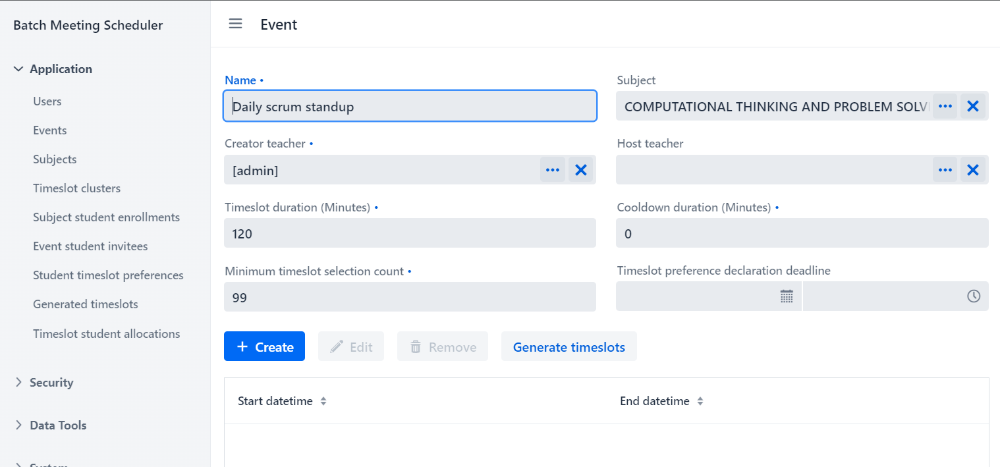 Batch Meeting Scheduler
Application
Users
Events
Subjects
Timeslot clusters
Subject student enrollments
Event student invitees
Student timeslot preferences
Generated timeslots
Timeslot student allocations
Security
Data Tools
System
Event
Name •
Subject
Daily scrum standup
COMPUTATIONAL THINKING AND PROBLEM SOLV
Creator teacher •
Host teacher
[admin]
Timeslot duration (Minutes) •
Cooldown duration (Minutes) •
120
0
Minimum timeslot selection count •
Timeslot preference declaration deadline
99
Create
Edit
Remove
Generate timeslots
Start datetime
End datetime